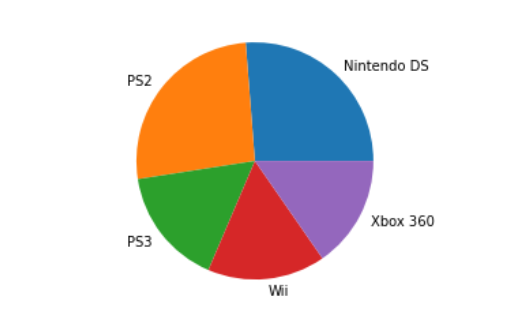 Nintendo DS
PS2
Xbox 360
PS3
Wii